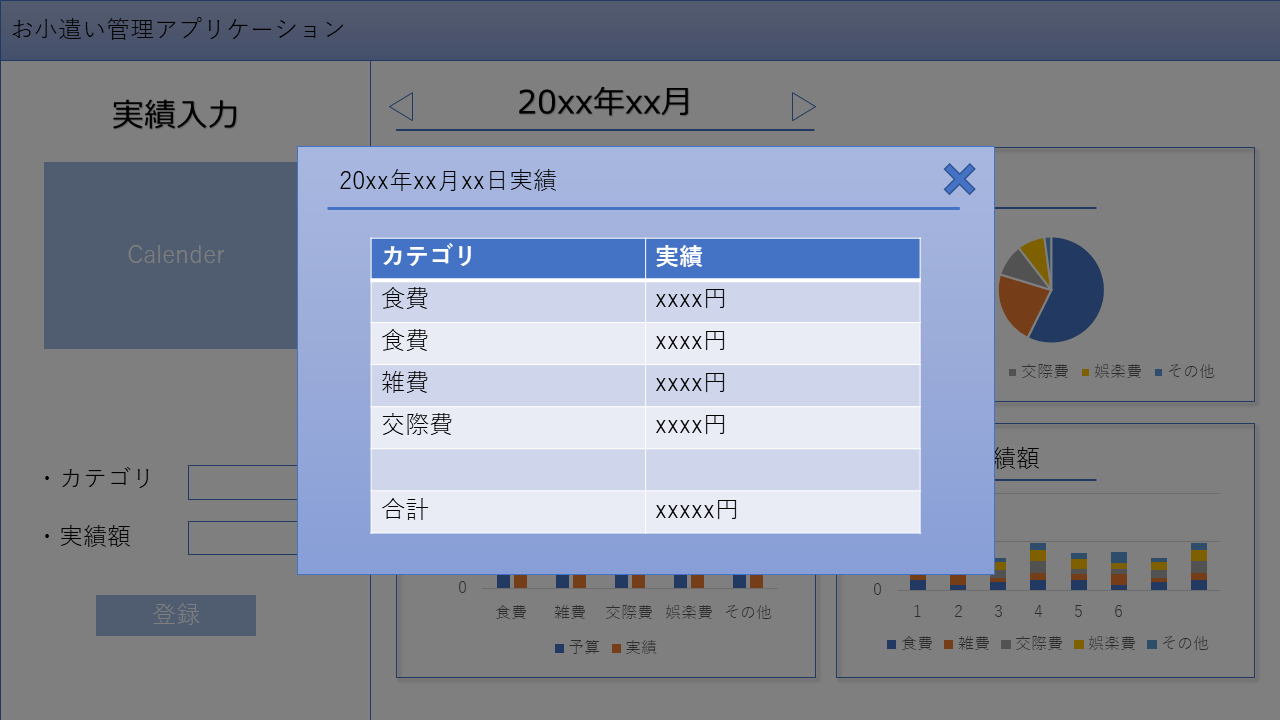 お小遣い管理アプリケーション
実績入力
20xx年xx月
Calender
・カテゴリ
・実績額
登録
20xx年xx月xx日実績
カテゴリ 実績
食費 xxxx円
食費 xxxx円
雑費 xxxx円
交際費 xxxx円
合計 xxxxx円
交際費 娯楽費 その他
0
食費 雑費 交際費 娯楽費 その他
予算 実績
績額
0
1 2 3 4 5 6
食費 雑費 交際費 娯楽費 その他